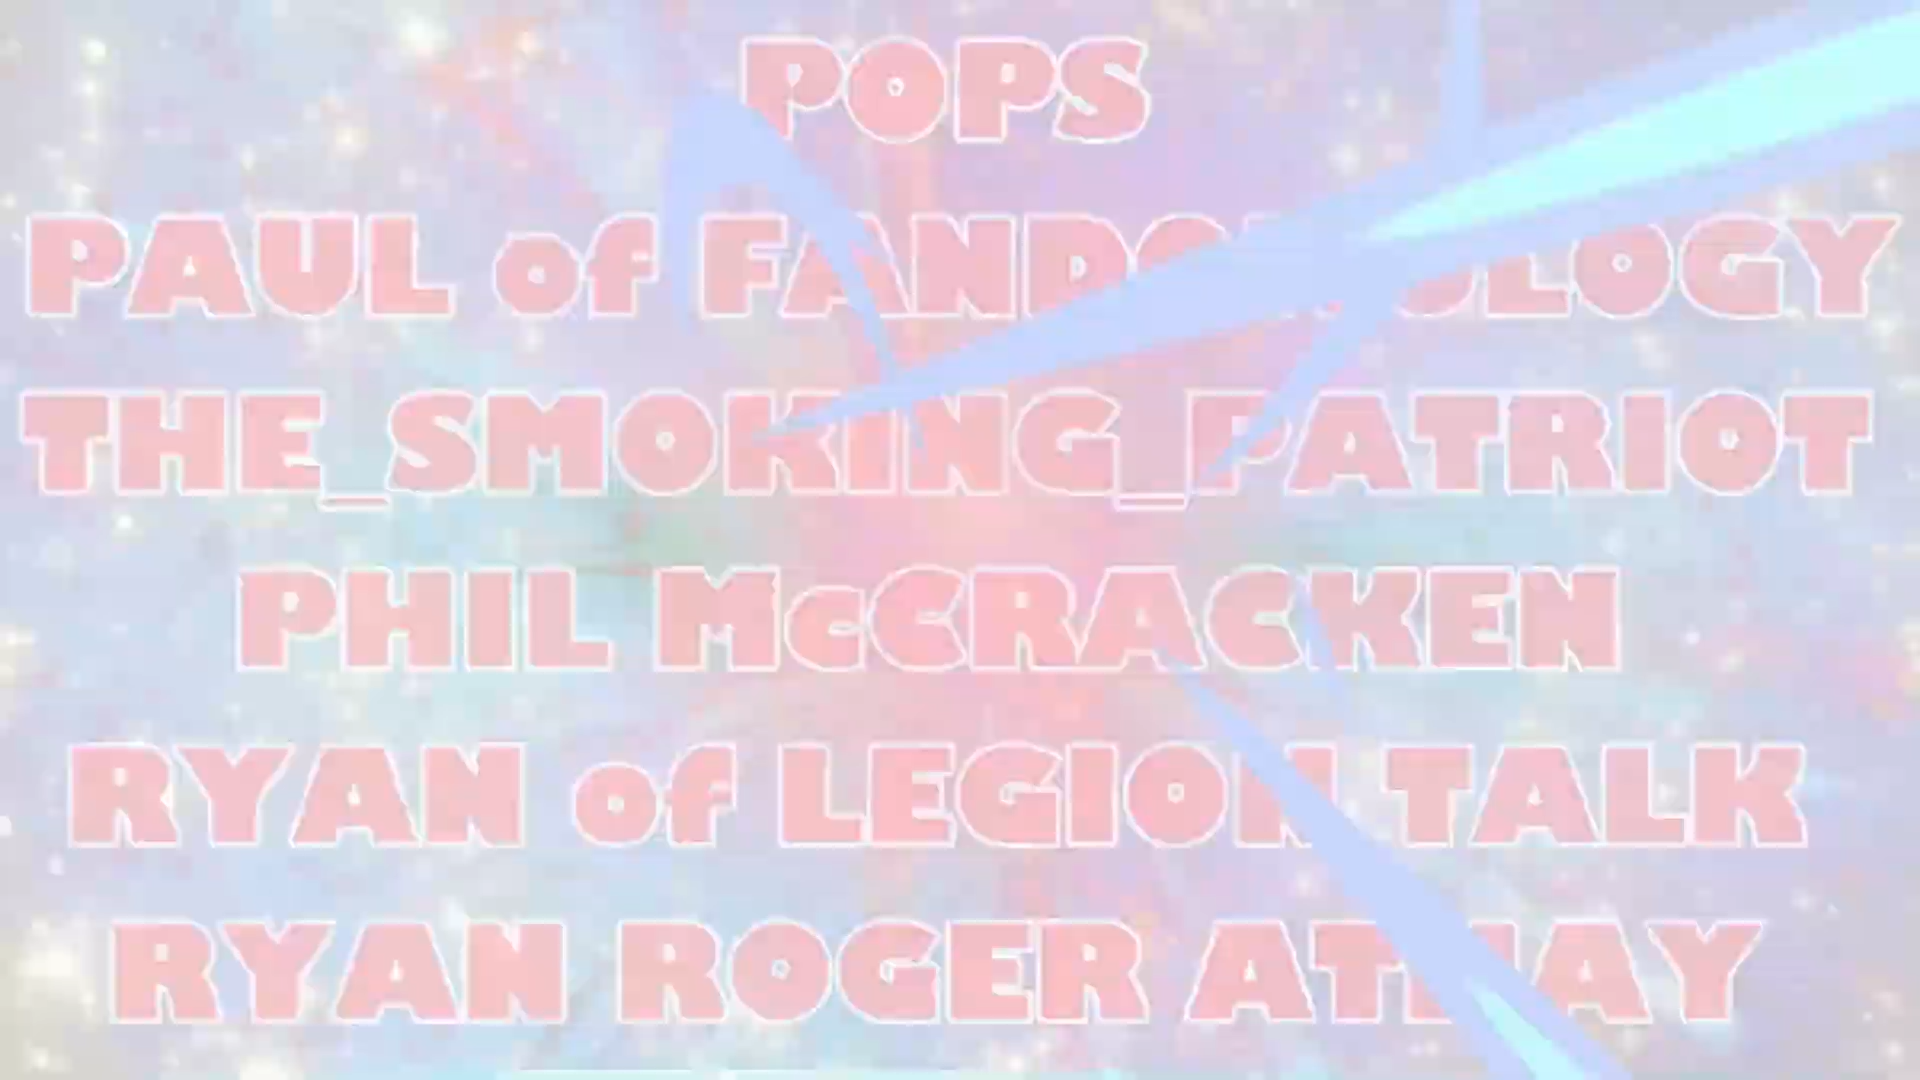 POPS
PAUL of
THE_SMOKING_PATRIOT
PHIL McCRACKEN
RYAN of LEGION TALK
RYAN ROGER